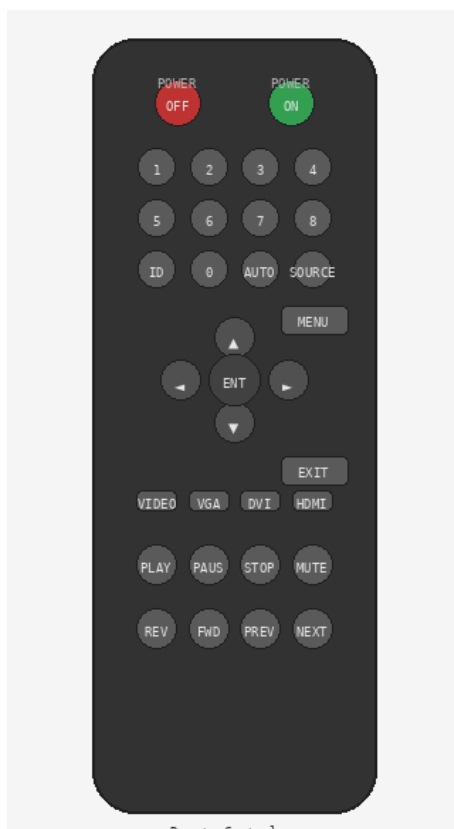 POWER POWER
OFF ON
1 2 3 4
5 6 7 8
ID 0 AUTO SOURCE
MENU
ENT
EXIT
VIDEO VGA DVI HDMI
PLAY PAUS STOP MUTE
REV FWD PREV NEXT